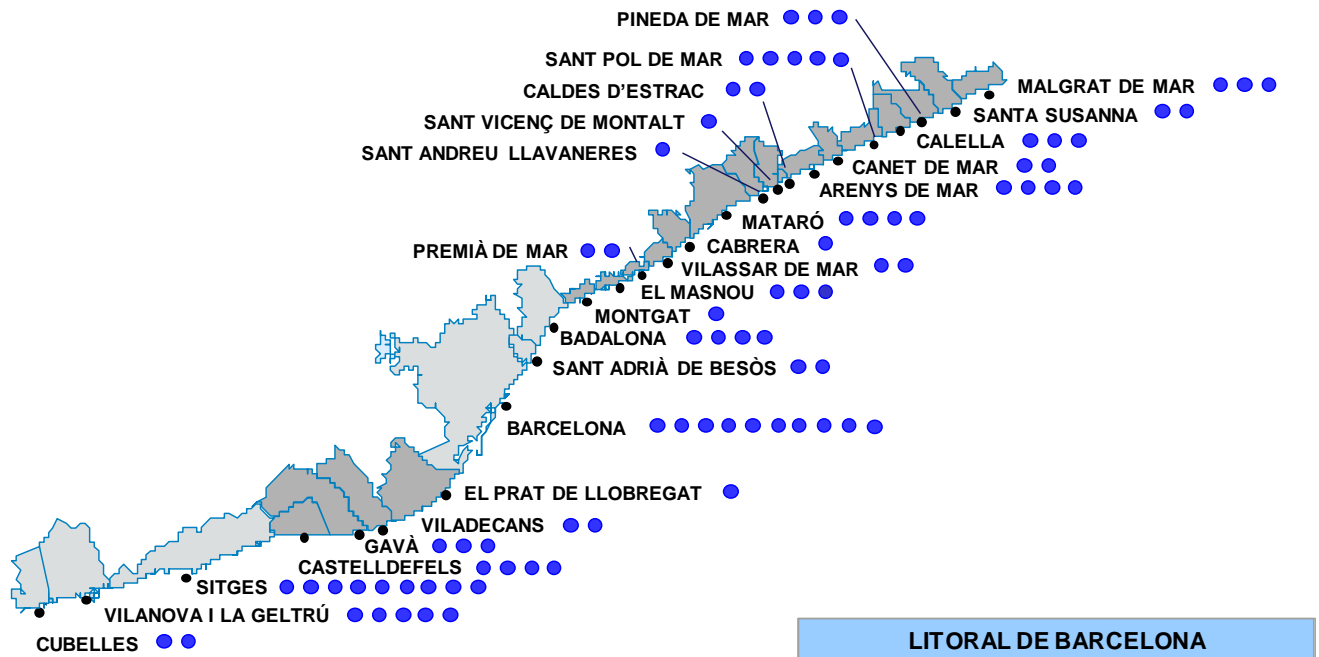 PINEDA DE MAR
SANT POL DE MAR
CALDES D'ESTRAC
MALGRAT DE MAR
SANTA SUSANNA
SANT VICENÇ DE MONTALT
CALELLA
SANT ANDREU LLAVANERES
CANET DE MAR
ARENYS DE MAR
MATARÓ
CABRERA
PREMIÀ DE MAR
VILASSAR DE MAR
EL MASNOU
MONTGAT
BADALONA
SANT ADRIÀ DE BESÒS
BARCELONA
EL PRAT DE LLOBREGAT
VILADECANS
GAVÀ
CASTELLDEFELS
SITGES
VILANOVA I LA GELTRÚ
CUBELLES
LITORAL DE BARCELONA